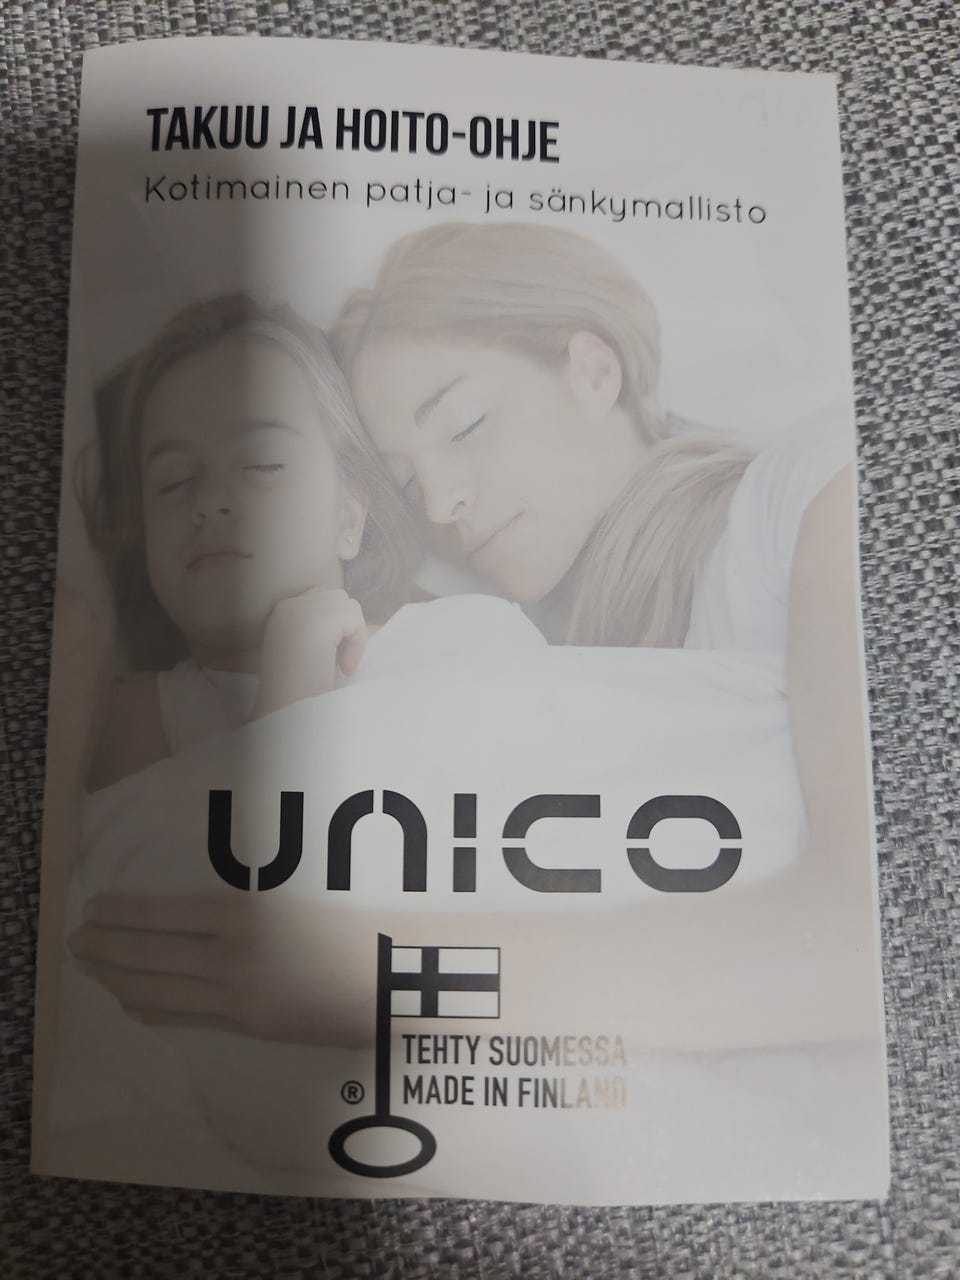 TAKUU JA HOITO-OHJE
Kotimainen patja- ja sänkymallisto
UNICO
TEHTY SUOMESSA
® MADE IN FINLAND